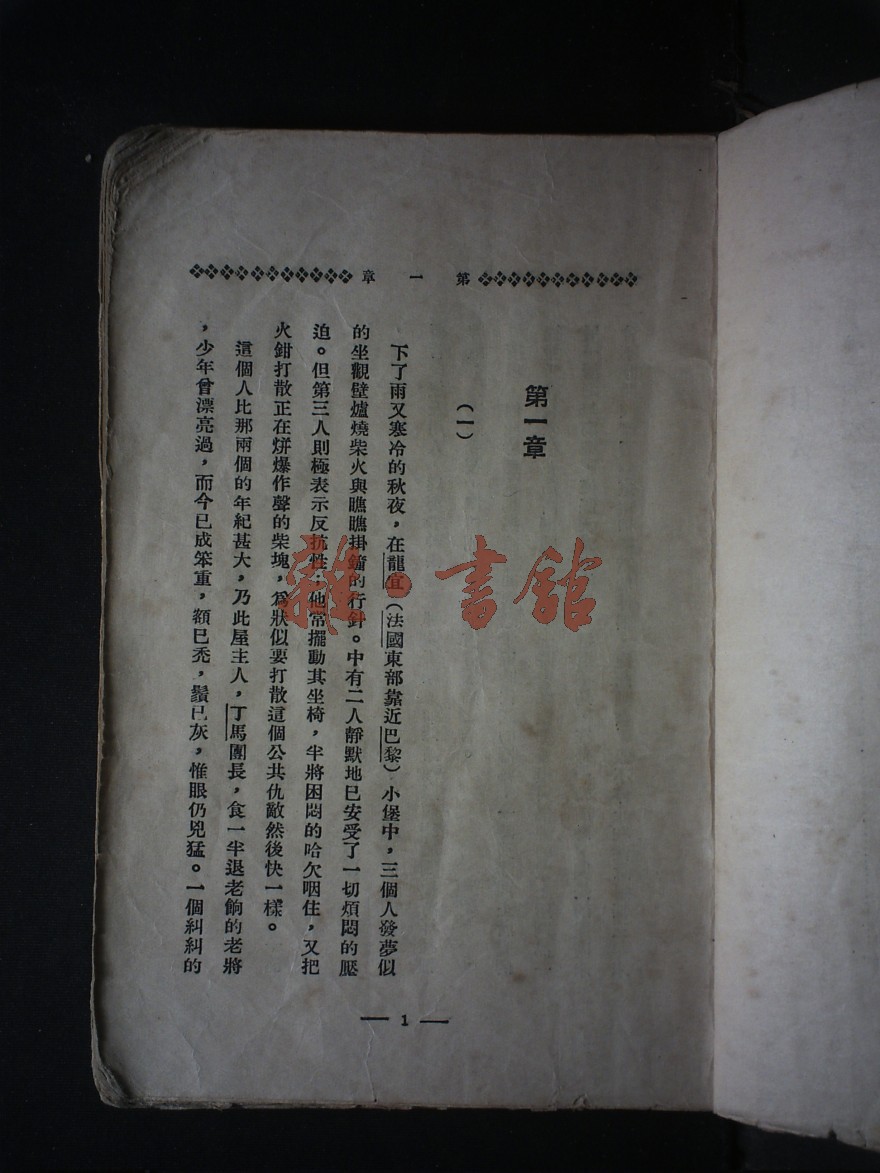 第一章
第一章
(一)
下了雨又寒冷的秋夜,在龍宜(法國東部靠近巴黎)小堡中,三個人發夢似
的坐觀壁爐燒柴火與瞧瞧掛鐘的行針。中有二人靜默地已安受了一切煩悶的壓
迫。但第三人則極表示反抗性:他常擺動其坐椅,半將困悶的哈欠咽住,又把
火鉗打散正在烞爆作聲的柴塊,為狀似要打散這個公共仇敵然後快一樣。
這個人比那兩個的年紀甚大,乃此屋主人,丁馬團長,食一半退老餉的老將
,少年曾漂亮過,而今已成笨重,額已禿,鬚已灰,惟眼仍兇猛。一個糾糾的
— 1 —
雜·書館